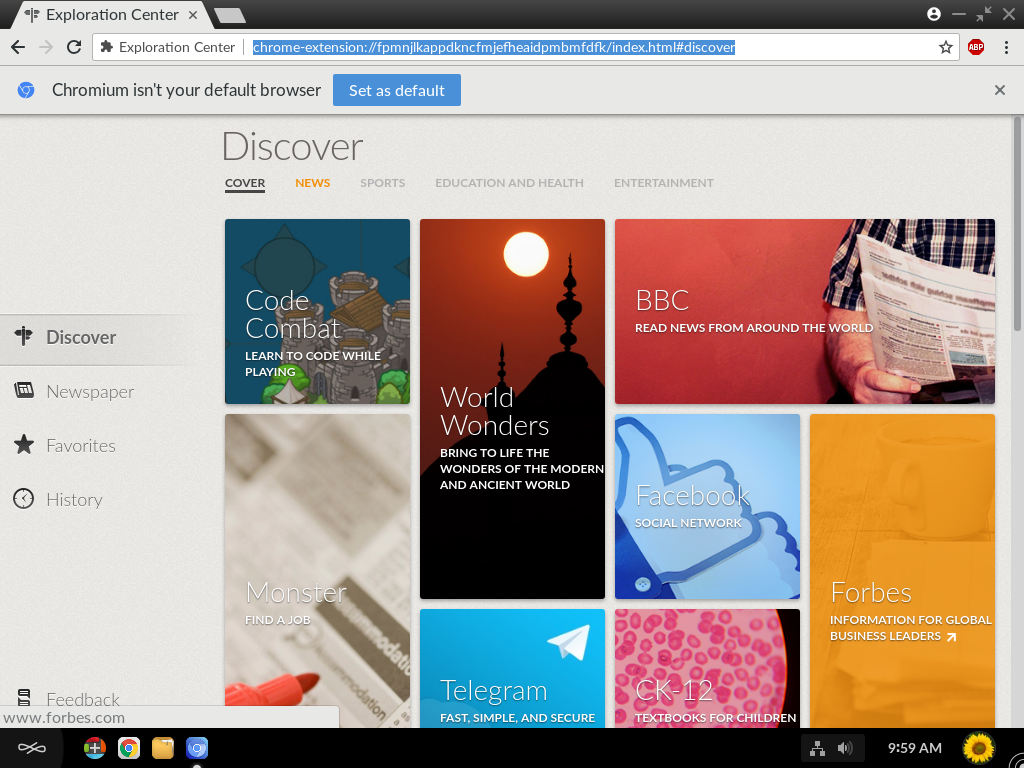 Exploration Center
Exploration Center
chrome-extension://fpmnjlkappdkncfmjefheaidpmbmfdfk/index.html#discover
ABP
Chromium isn't your default browser
Set as default
Discover
COVER
NEWS
SPORTS
EDUCATION AND HEALTH
ENTERTAINMENT
Discover
Newspaper
Favorites
History
Feedback
Code
Combat
LEARN TO CODE WHILE
PLAYING
World
Wonders
BRING TO LIFE THE
WONDERS OF THE MODERN
AND ANCIENT WORLD
BBC
READ NEWS FROM AROUND THE WORLD
Monster
FIND A JOB
Facebook
SOCIAL NETWORK
Forbes
INFORMATION FOR GLOBAL
BUSINESS LEADERS
Telegram
FAST, SIMPLE, AND SECURE
CK-12
TEXTBOOKS FOR CHILDREN
www.forbes.com
9:59 AM